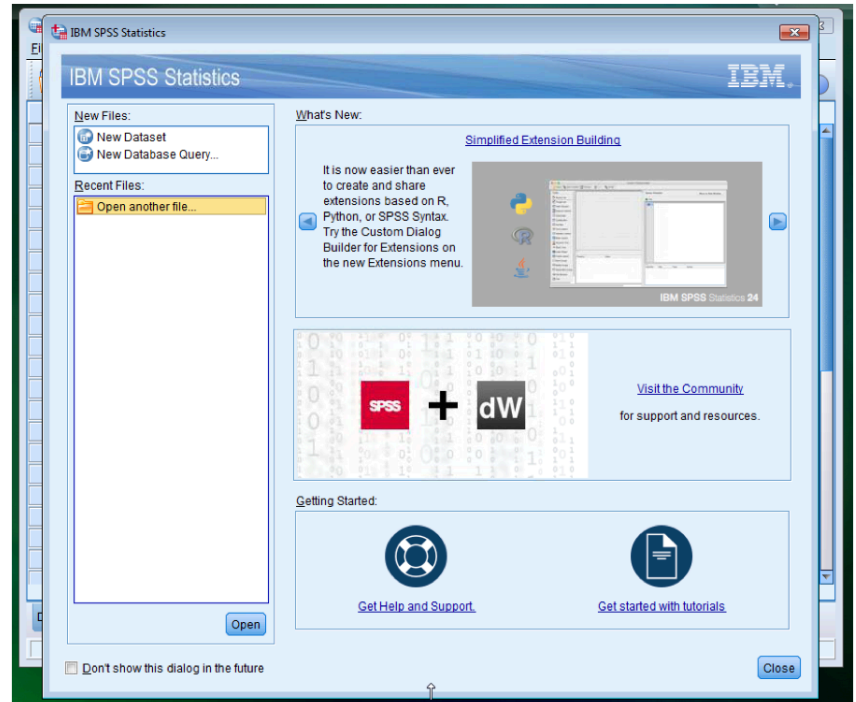 IBM SPSS Statistics
IBM SPSS Statistics
IBM.
New Files:
New Dataset
New Database Query...
Recent Files:
Open another file...
Open
Don't show this dialog in the future
What's New:
Simplified Extension Building
It is now easier than ever
to create and share
extensions based on R,
Python, or SPSS Syntax.
Try the Custom Dialog
Builder for Extensions on
the new Extensions menu.
IBM SPSS Statistics 24
SPSS + dW
Visit the Community
for support and resources.
Getting Started:
Get Help and Support.
Get started with tutorials
Close